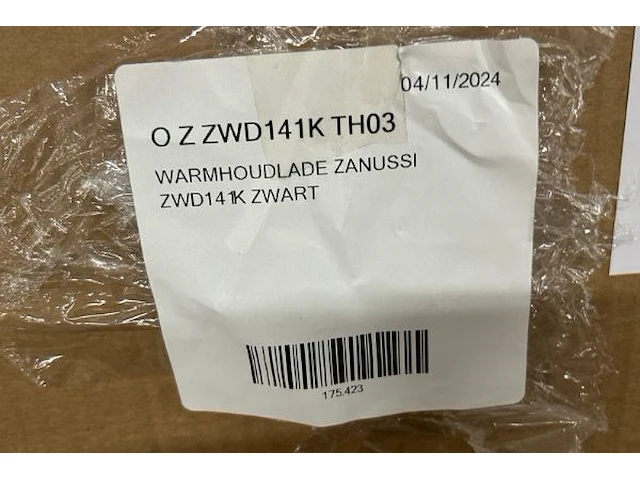 04/11/2024
O Z ZWD141K TH03
WARMHOUDLADE ZANUSSI
ZWD141K ZWART
175.423